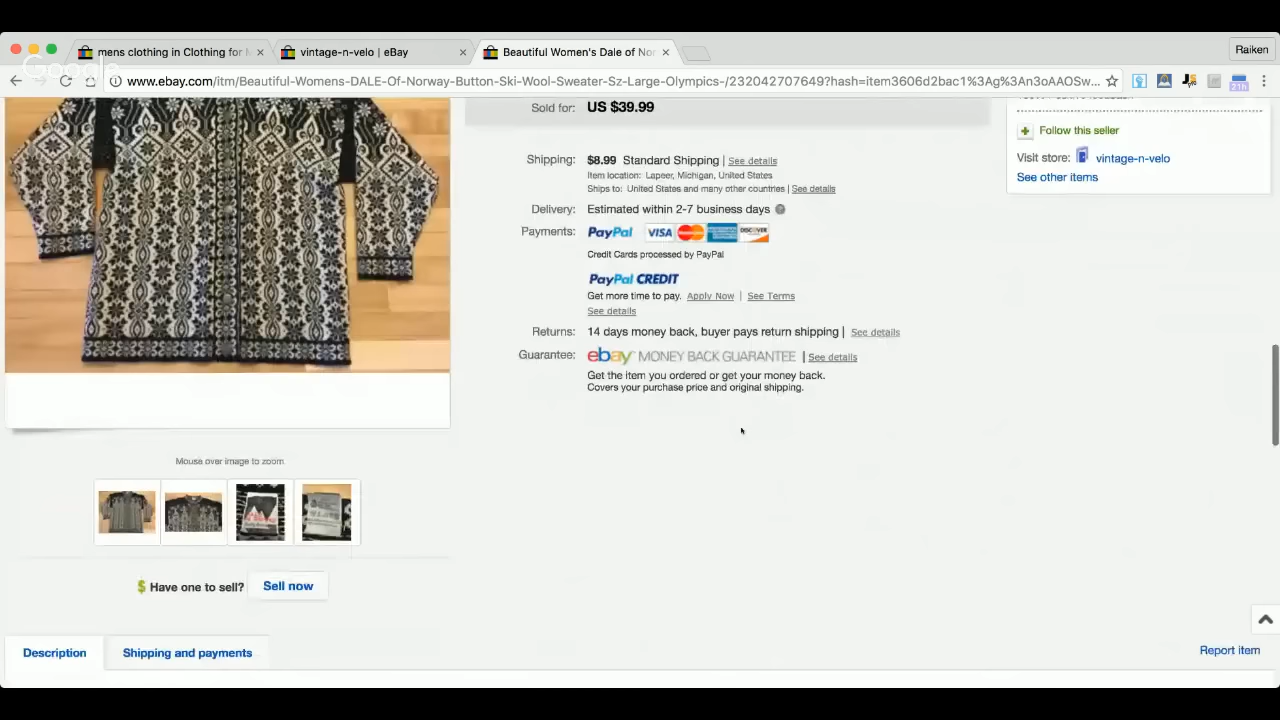 mens clothing in Clothing for M
vintage-n-velo | eBay
Beautiful Women's Dale of Nor
Raiken
Google
www.ebay.com/itm/Beautiful-Womens-DALE-Of-Norway-Button-Ski-Wool-Sweater-Sz-Large-Olympics-/232042707649?hash=item3606d2bac1%3Ag%3An3oAAOSw...
21h
Sold for: US $39.99
Follow this seller
Visit store: vintage-n-velo
See other items
Shipping: $8.99 Standard Shipping | See details
Item location: Lapeer, Michigan, United States
Ships to: United States and many other countries | See details
Delivery: Estimated within 2-7 business days
Payments: PayPal VISA MasterCard AMERICAN EXPRESS DISCOVER
Credit Cards processed by PayPal
PayPal CREDIT
Get more time to pay. Apply Now | See Terms
See details
Returns: 14 days money back, buyer pays return shipping | See details
Guarantee: ebay MONEY BACK GUARANTEE | See details
Get the item you ordered or get your money back.
Covers your purchase price and original shipping.
Mouse over image to zoom
Have one to sell? Sell now
Description
Shipping and payments
Report item